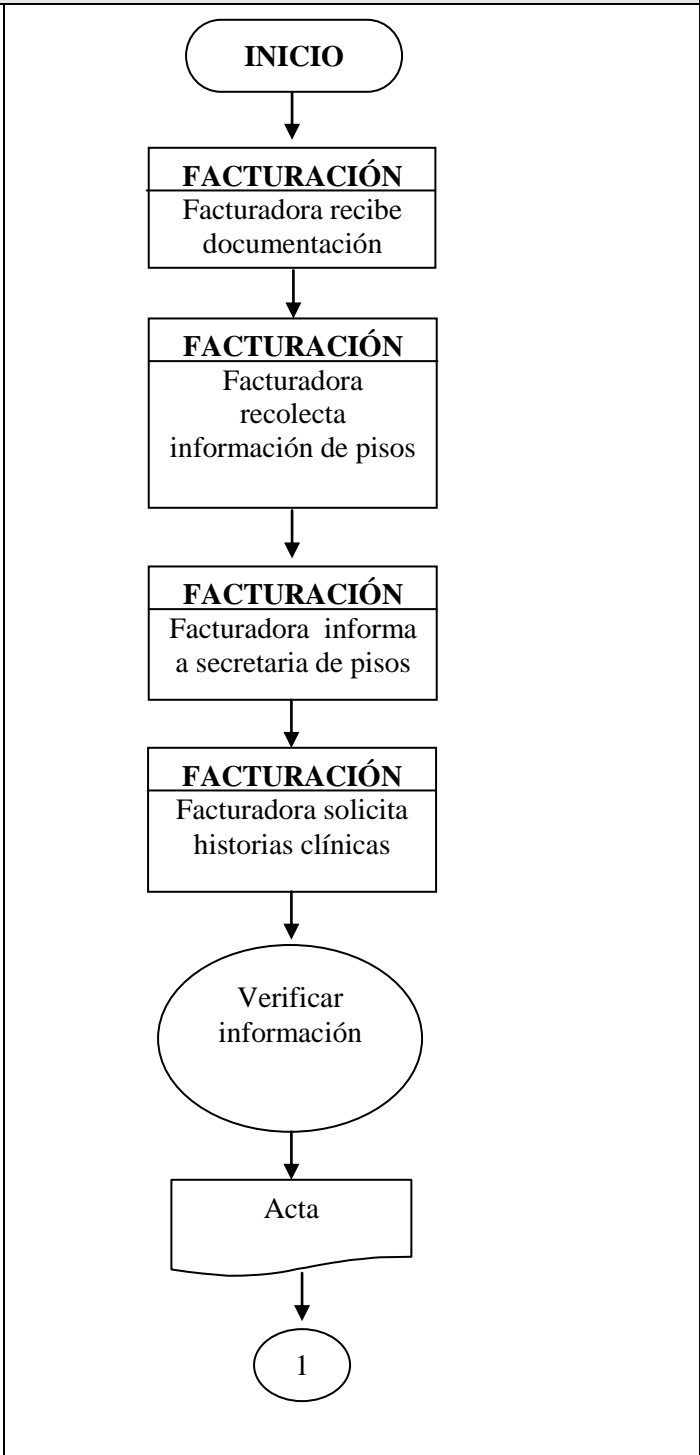 INICIO
FACTURACIÓN
Facturadora recibe
documentación
FACTURACIÓN
Facturadora
recolecta
información de pisos
FACTURACIÓN
Facturadora informa
a secretaria de pisos
FACTURACIÓN
Facturadora solicita
historias clínicas
Verificar
información
Acta
1